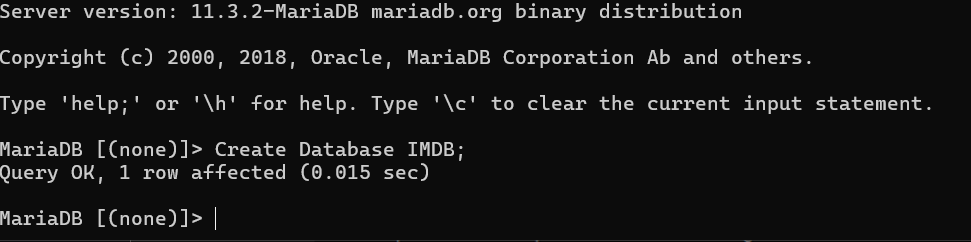 Server version: 11.3.2-MariaDB mariadb.org binary distribution
Copyright (c) 2000, 2018, Oracle, MariaDB Corporation Ab and others.
Type 'help;' or '\h' for help. Type '\c' to clear the current input statement.
MariaDB [(none)]> Create Database IMDB;
Query OK, 1 row affected (0.015 sec)
MariaDB [(none)]>